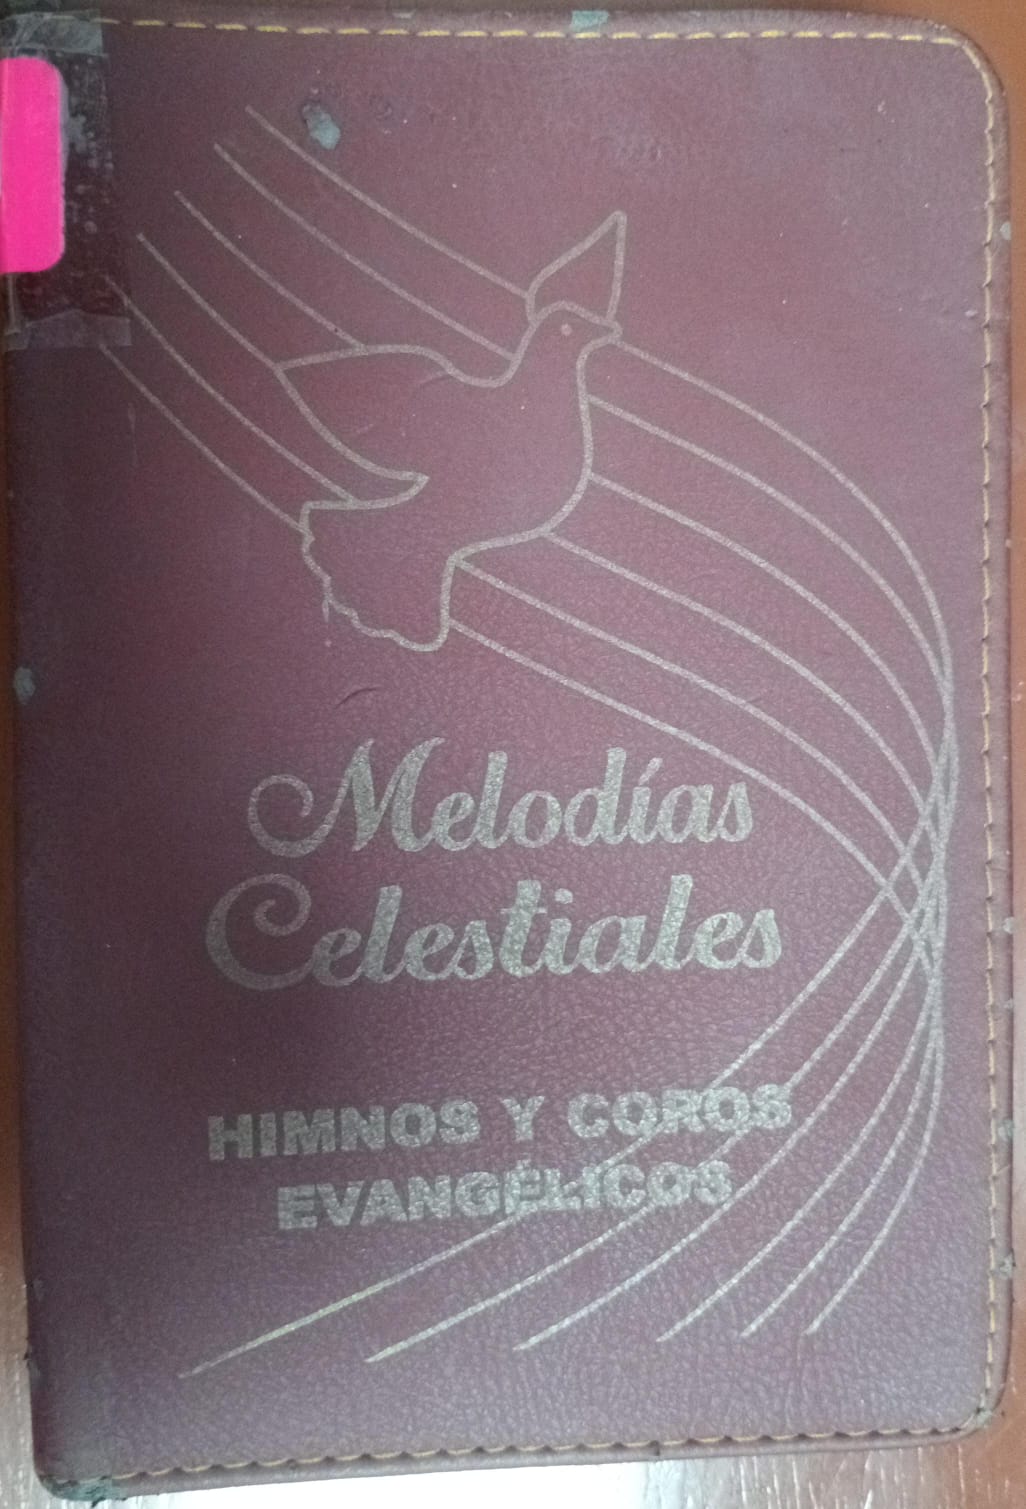 Melodías
Celestiales
HIMNOS Y COROS
EVANGÉLICOS